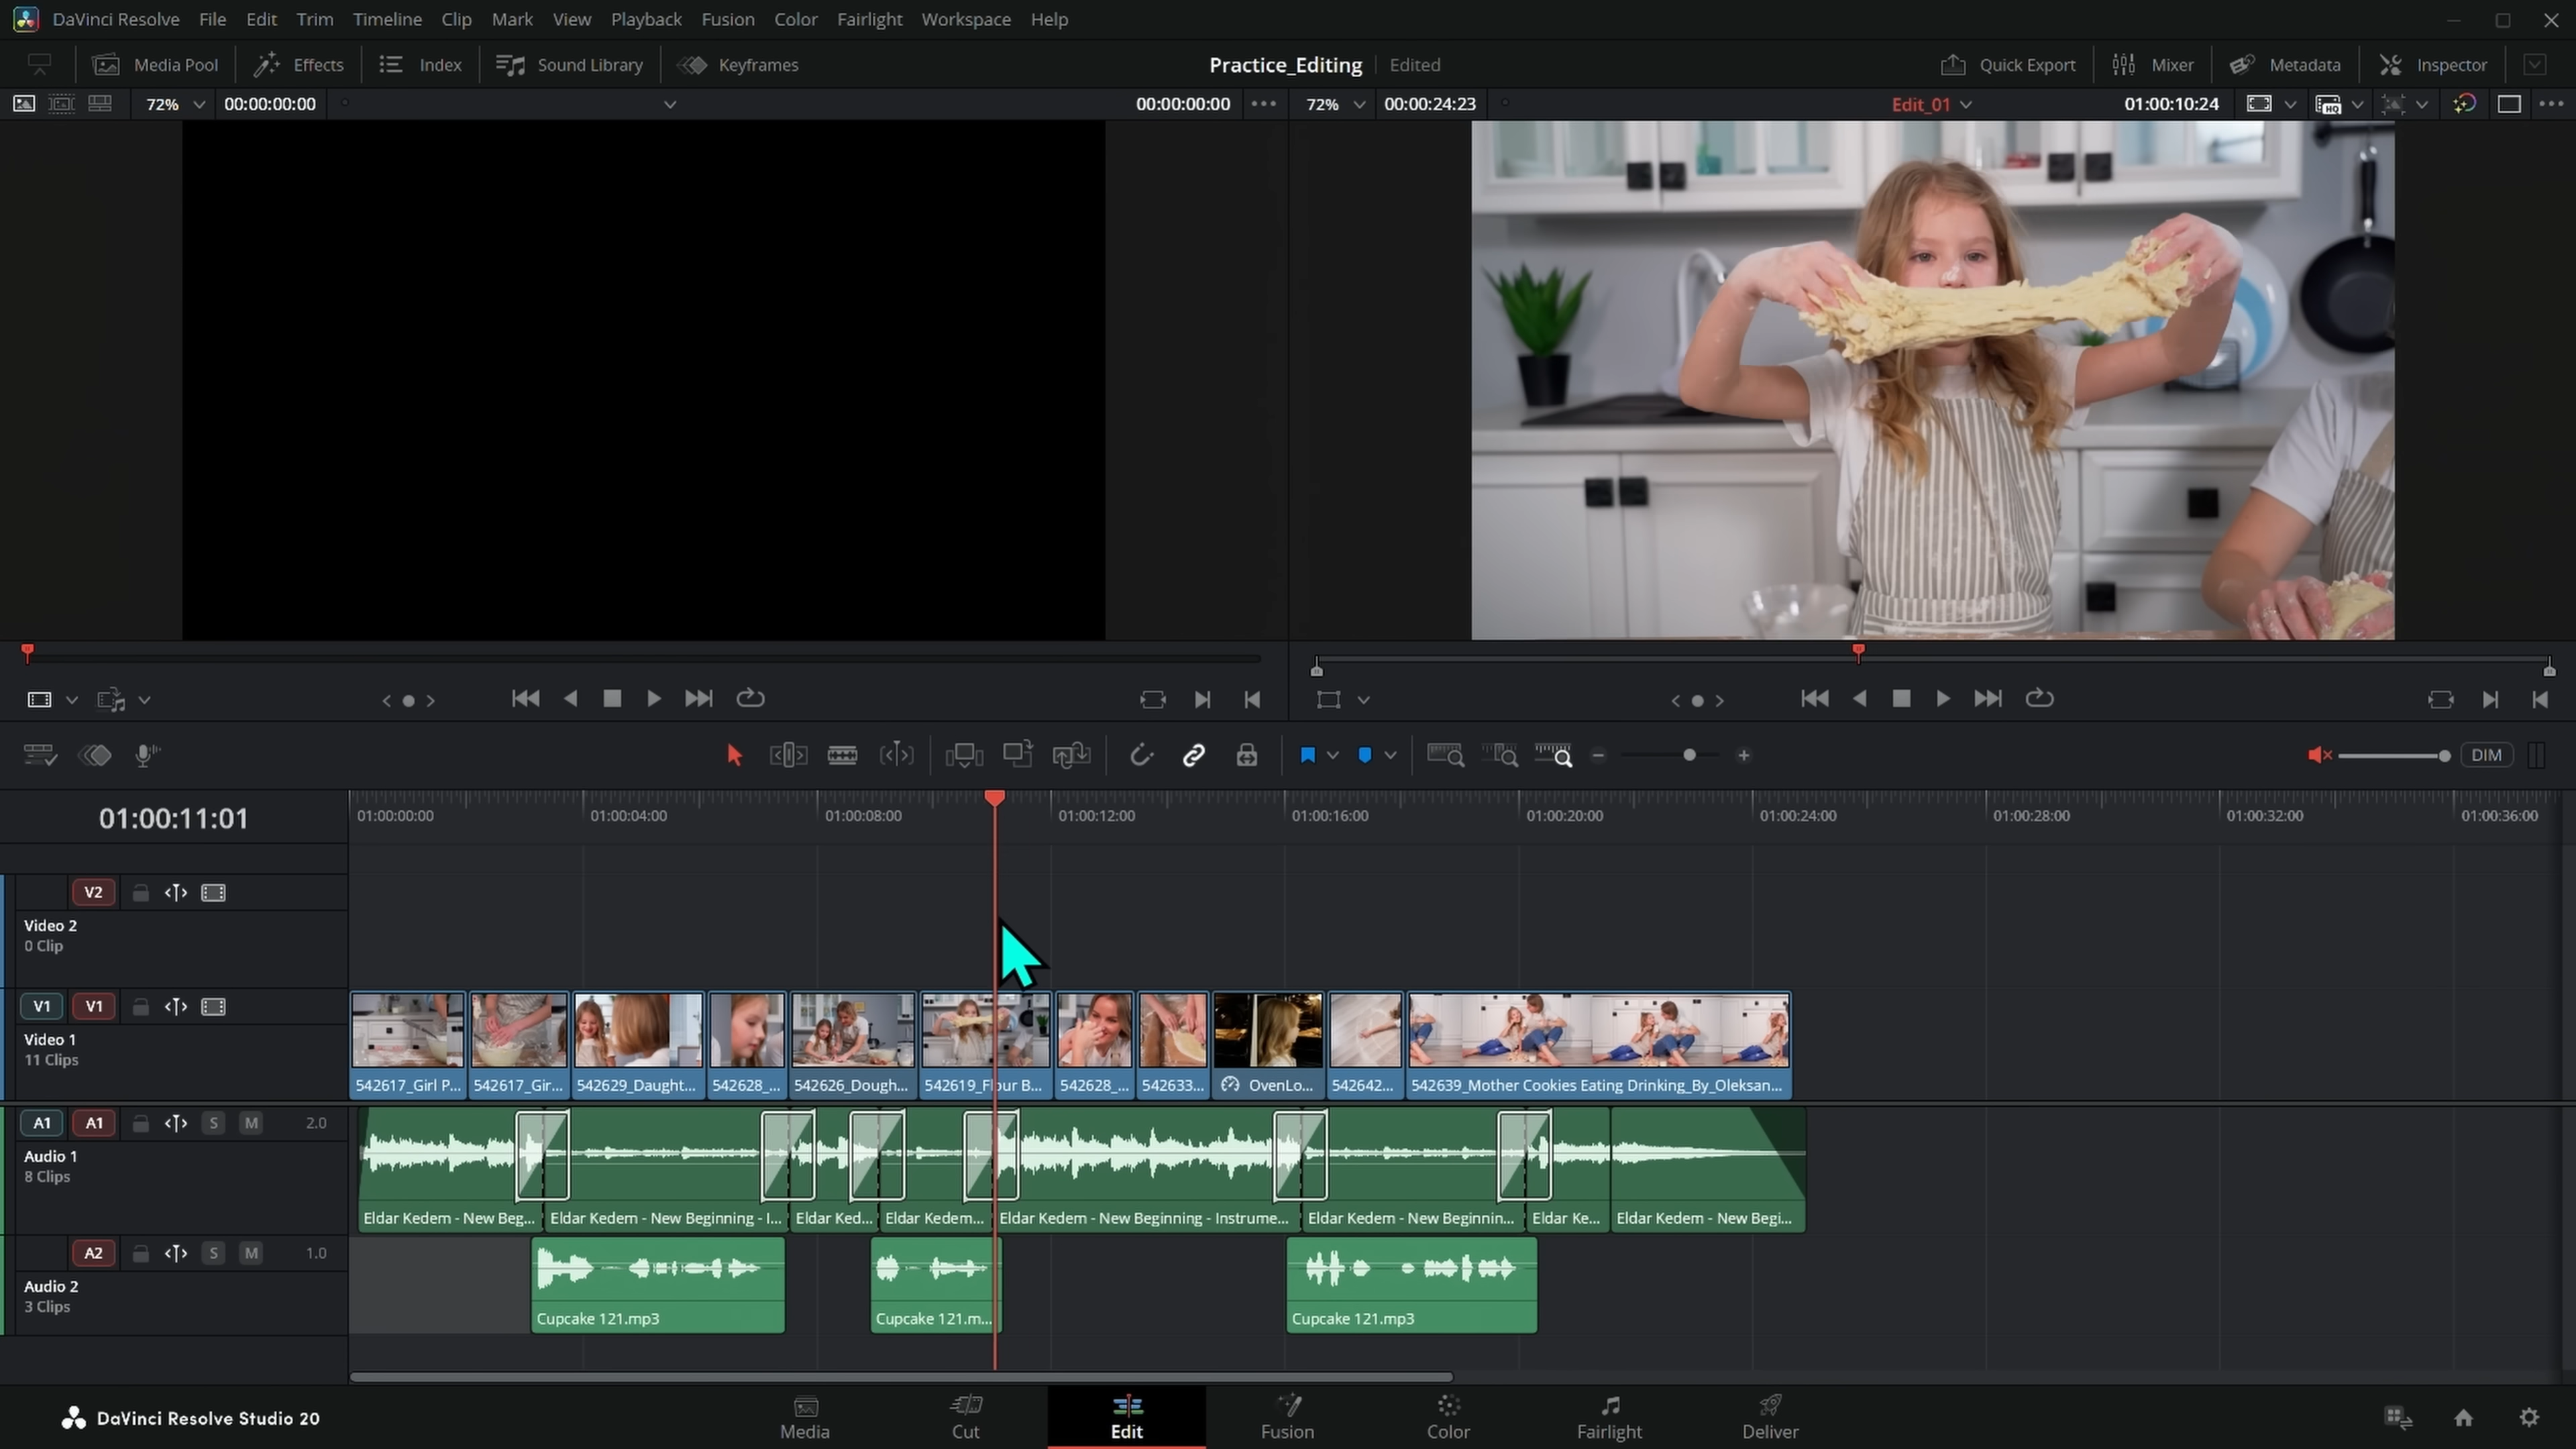 DaVinci Resolve File Edit Trim Timeline Clip Mark View Playback Fusion Color Fairlight Workspace Help
Media Pool Effects Index Sound Library Keyframes Practice_Editing Edited Quick Export Mixer Metadata Inspector
72% 00:00:00:00 00:00:00:00 72% 00:00:24:23 Edit_01 01:00:10:24 HQ
DIM
01:00:11:01 01:00:00:00 01:00:04:00 01:00:08:00 01:00:12:00 01:00:16:00 01:00:20:00 01:00:24:00 01:00:28:00 01:00:32:00 01:00:36:00
V2
Video 2
0 Clip
V1 V1
Video 1
11 Clips
542617_Girl P... 542617_Gir... 542629_Daught... 542628_... 542626_Dough... 542619_Flour B... 542628_... 542633... OvenLo... 542642... 542639_Mother Cookies Eating Drinking_By_Oleksan...
A1 A1 S M 2.0
Audio 1
8 Clips
Eldar Kedem - New Beg... Eldar Kedem - New Beginning - I... Eldar Ked... Eldar Kedem... Eldar Kedem - New Beginning - Instrume... Eldar Kedem - New Beginnin... Eldar Ke... Eldar Kedem - New Begi...
A2 S M 1.0
Audio 2
3 Clips
Cupcake 121.mp3 Cupcake 121.m... Cupcake 121.mp3
DaVinci Resolve Studio 20 Media Cut Edit Fusion Color Fairlight Deliver